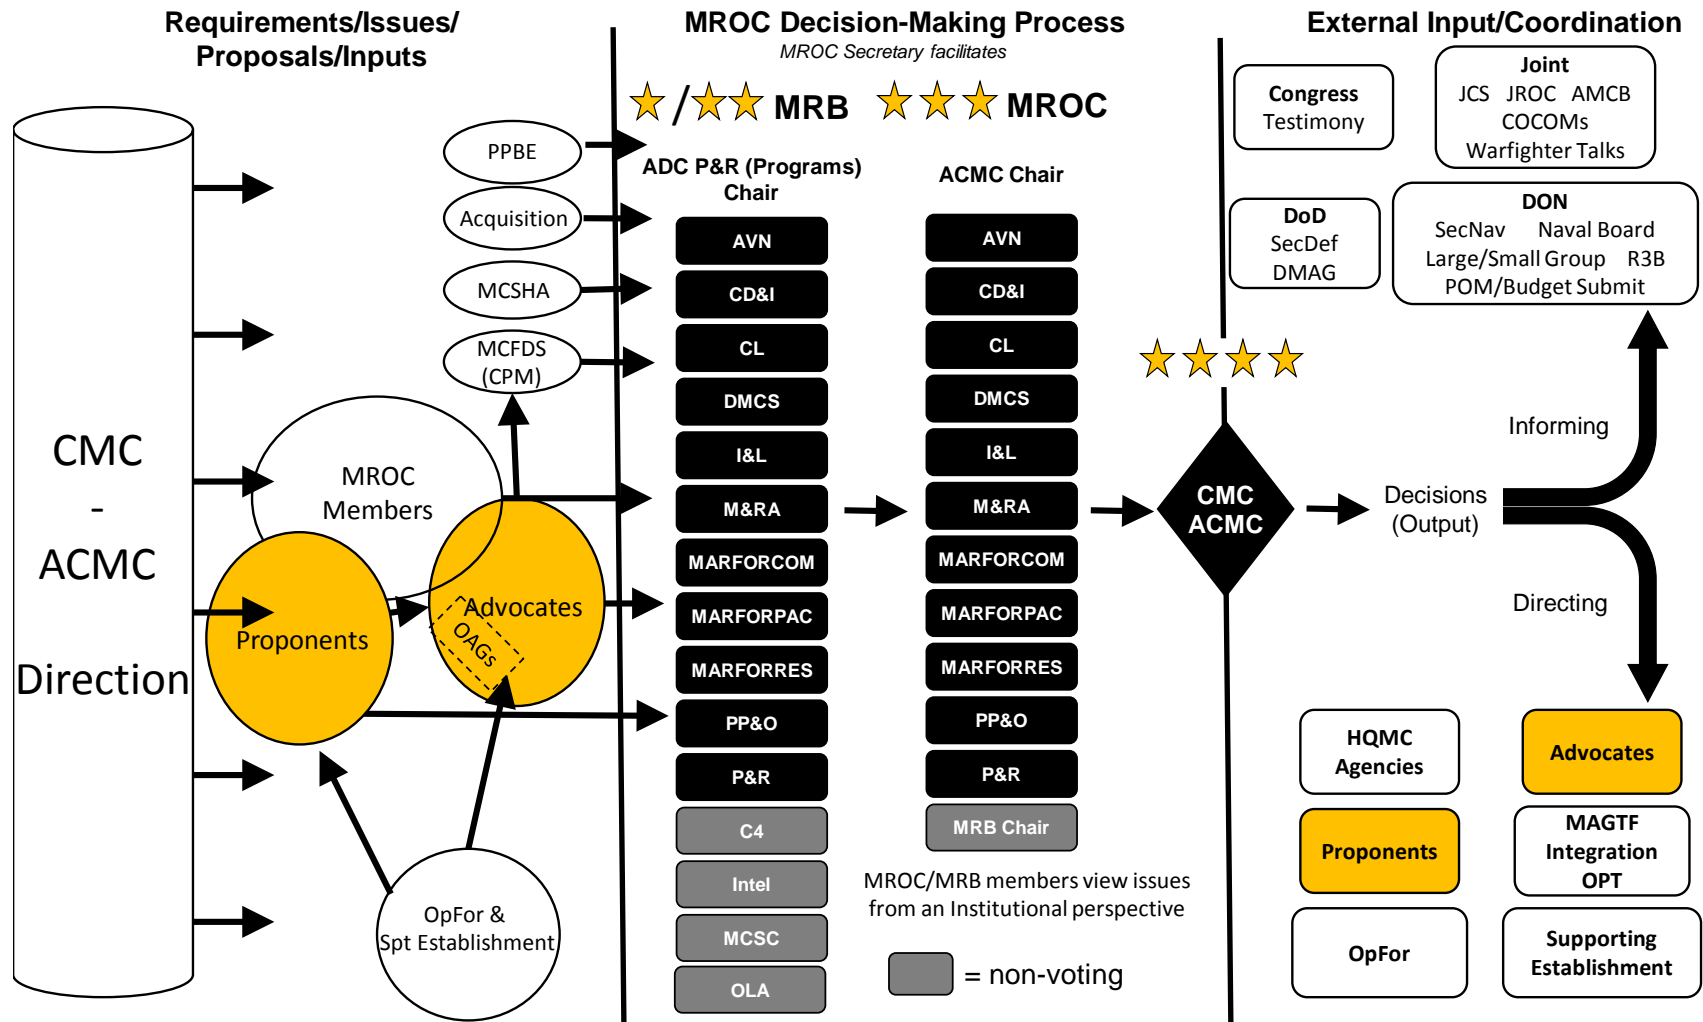 Requirements/Issues/
Proposals/Inputs
CMC
-
ACMC
Direction
PPBE
Acquisition
MCSHA
MCFDS
(CPM)
MROC
Members
Proponents
Advocates
OAGs
OpFor &
Spt Establishment
MROC Decision-Making Process
MROC Secretary facilitates
/ MRB
MROC
ADC P&R (Programs)
Chair
AVN
CD&I
CL
DMCS
I&L
M&RA
MARFORCOM
MARFORPAC
MARFORRES
PP&O
P&R
C4
Intel
MCSC
OLA
ACMC Chair
AVN
CD&I
CL
DMCS
I&L
M&RA
MARFORCOM
MARFORPAC
MARFORRES
PP&O
P&R
MRB Chair
MROC/MRB members view issues
from an Institutional perspective
= non-voting
CMC
ACMC
External Input/Coordination
Congress
Testimony
Joint
JCS JROC AMCB
COCOMs
Warfighter Talks
DoD
SecDef
DMAG
DON
SecNav Naval Board
Large/Small Group R3B
POM/Budget Submit
Informing
Decisions
(Output)
Directing
HQMC
Agencies
Advocates
Proponents
MAGTF
Integration
OPT
OpFor
Supporting
Establishment